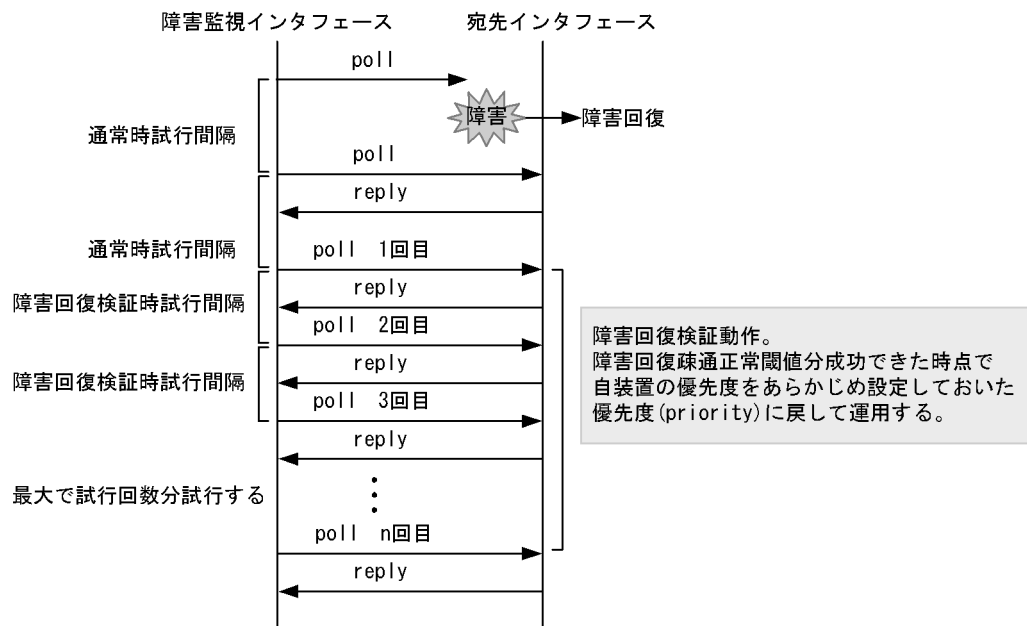 障害監視インタフェース
宛先インタフェース
poll
障害
障害回復
通常時試行間隔
poll
reply
通常時試行間隔
poll 1回目
reply
障害回復検証時試行間隔
poll 2回目
reply
障害回復検証時試行間隔
poll 3回目
reply
障害回復検証動作。
障害回復疎通正常閾値分成功できた時点で
自装置の優先度をあらかじめ設定しておいた
優先度(priority)に戻して運用する。
最大で試行回数分試行する
poll n回目
reply